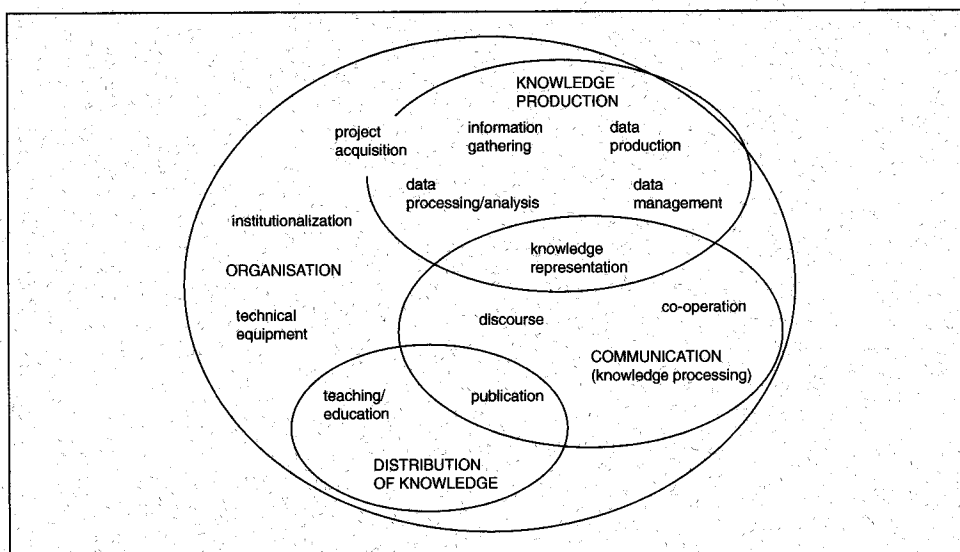 KNOWLEDGE
PRODUCTION
project
acquisition
information
gathering
data
production
data
processing/analysis
data
management
institutionalization
knowledge
representation
ORGANISATION
co-operation
technical
equipment
discourse
COMMUNICATION
(knowledge processing)
teaching/
education
publication
DISTRIBUTION
OF KNOWLEDGE